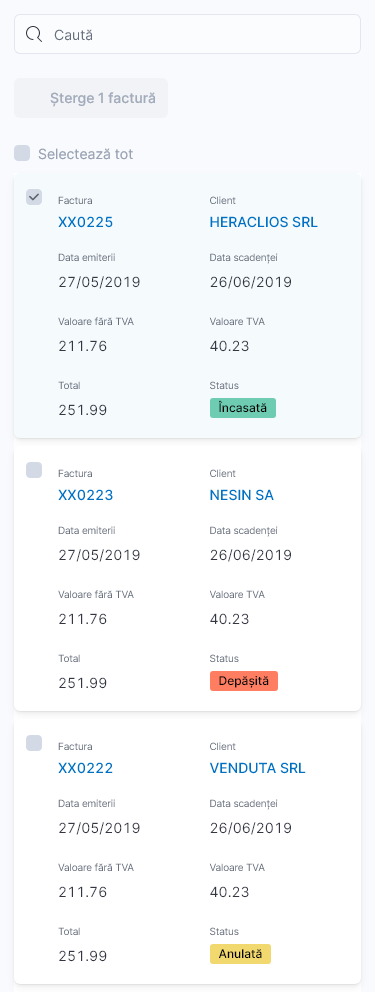 Caută
Șterge 1 factură
Selectează tot
Factura Client
XX0225 HERACLIOS SRL
Data emiterii Data scadenței
27/05/2019 26/06/2019
Valoare fără TVA Valoare TVA
211.76 40.23
Total Status
251.99 Încasată
Factura Client
XX0223 NESIN SA
Data emiterii Data scadenței
27/05/2019 26/06/2019
Valoare fără TVA Valoare TVA
211.76 40.23
Total Status
251.99 Depășită
Factura Client
XX0222 VENDUTA SRL
Data emiterii Data scadenței
27/05/2019 26/06/2019
Valoare fără TVA Valoare TVA
211.76 40.23
Total Status
251.99 Anulată